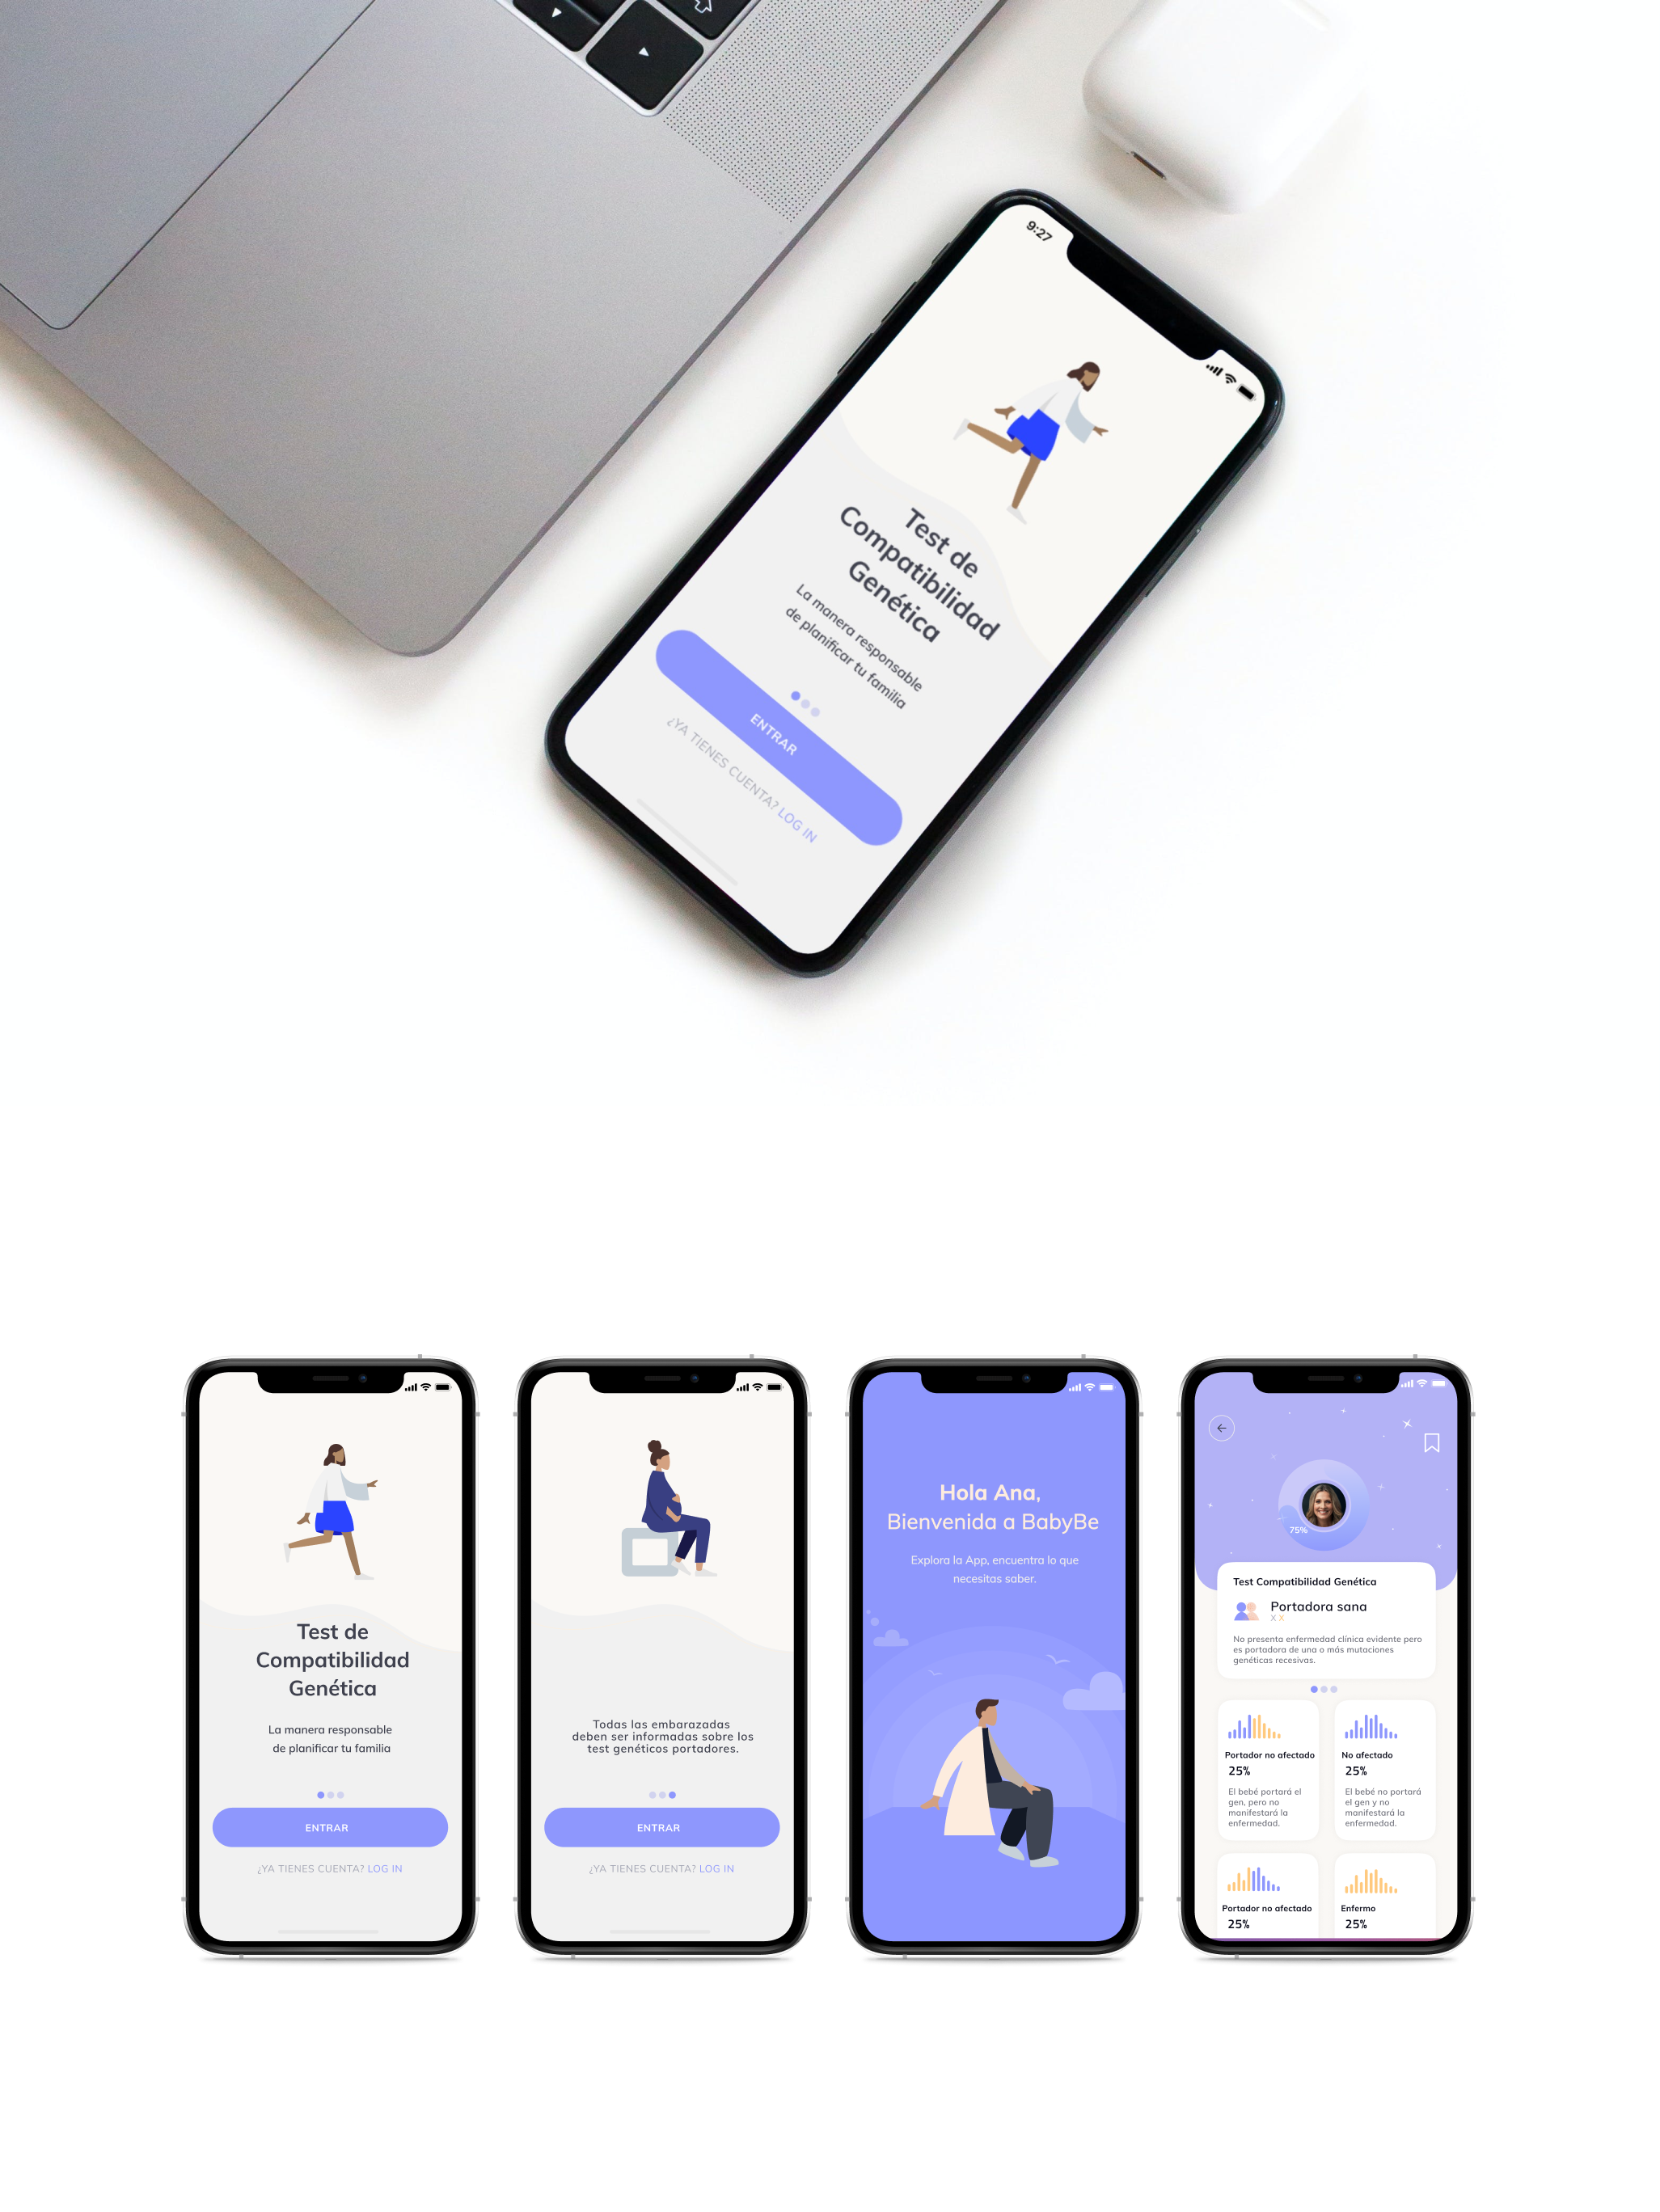 9:27
Test de
Compatibilidad
Genética
La manera responsable
de planificar tu familia
ENTRAR
¿YA TIENES CUENTA? LOG IN
Test de
Compatibilidad
Genética
La manera responsable
de planificar tu familia
ENTRAR
¿YA TIENES CUENTA? LOG IN
Todas las embarazadas
deben ser informadas sobre los
test genéticos portadores.
ENTRAR
¿YA TIENES CUENTA? LOG IN
Hola Ana,
Bienvenida a BabyBe
Explora la App, encuentra lo que
necesitas saber.
75%
Test Compatibilidad Genética
Portadora sana
X X
No presenta enfermedad clínica evidente pero
es portadora de una o más mutaciones
genéticas recesivas.
Portador no afectado
25%
El bebé portará el
gen, pero no
manifestará la
enfermedad.
No afectado
25%
El bebé no portará
el gen y no
manifestará la
enfermedad.
Portador no afectado
25%
Enfermo
25%